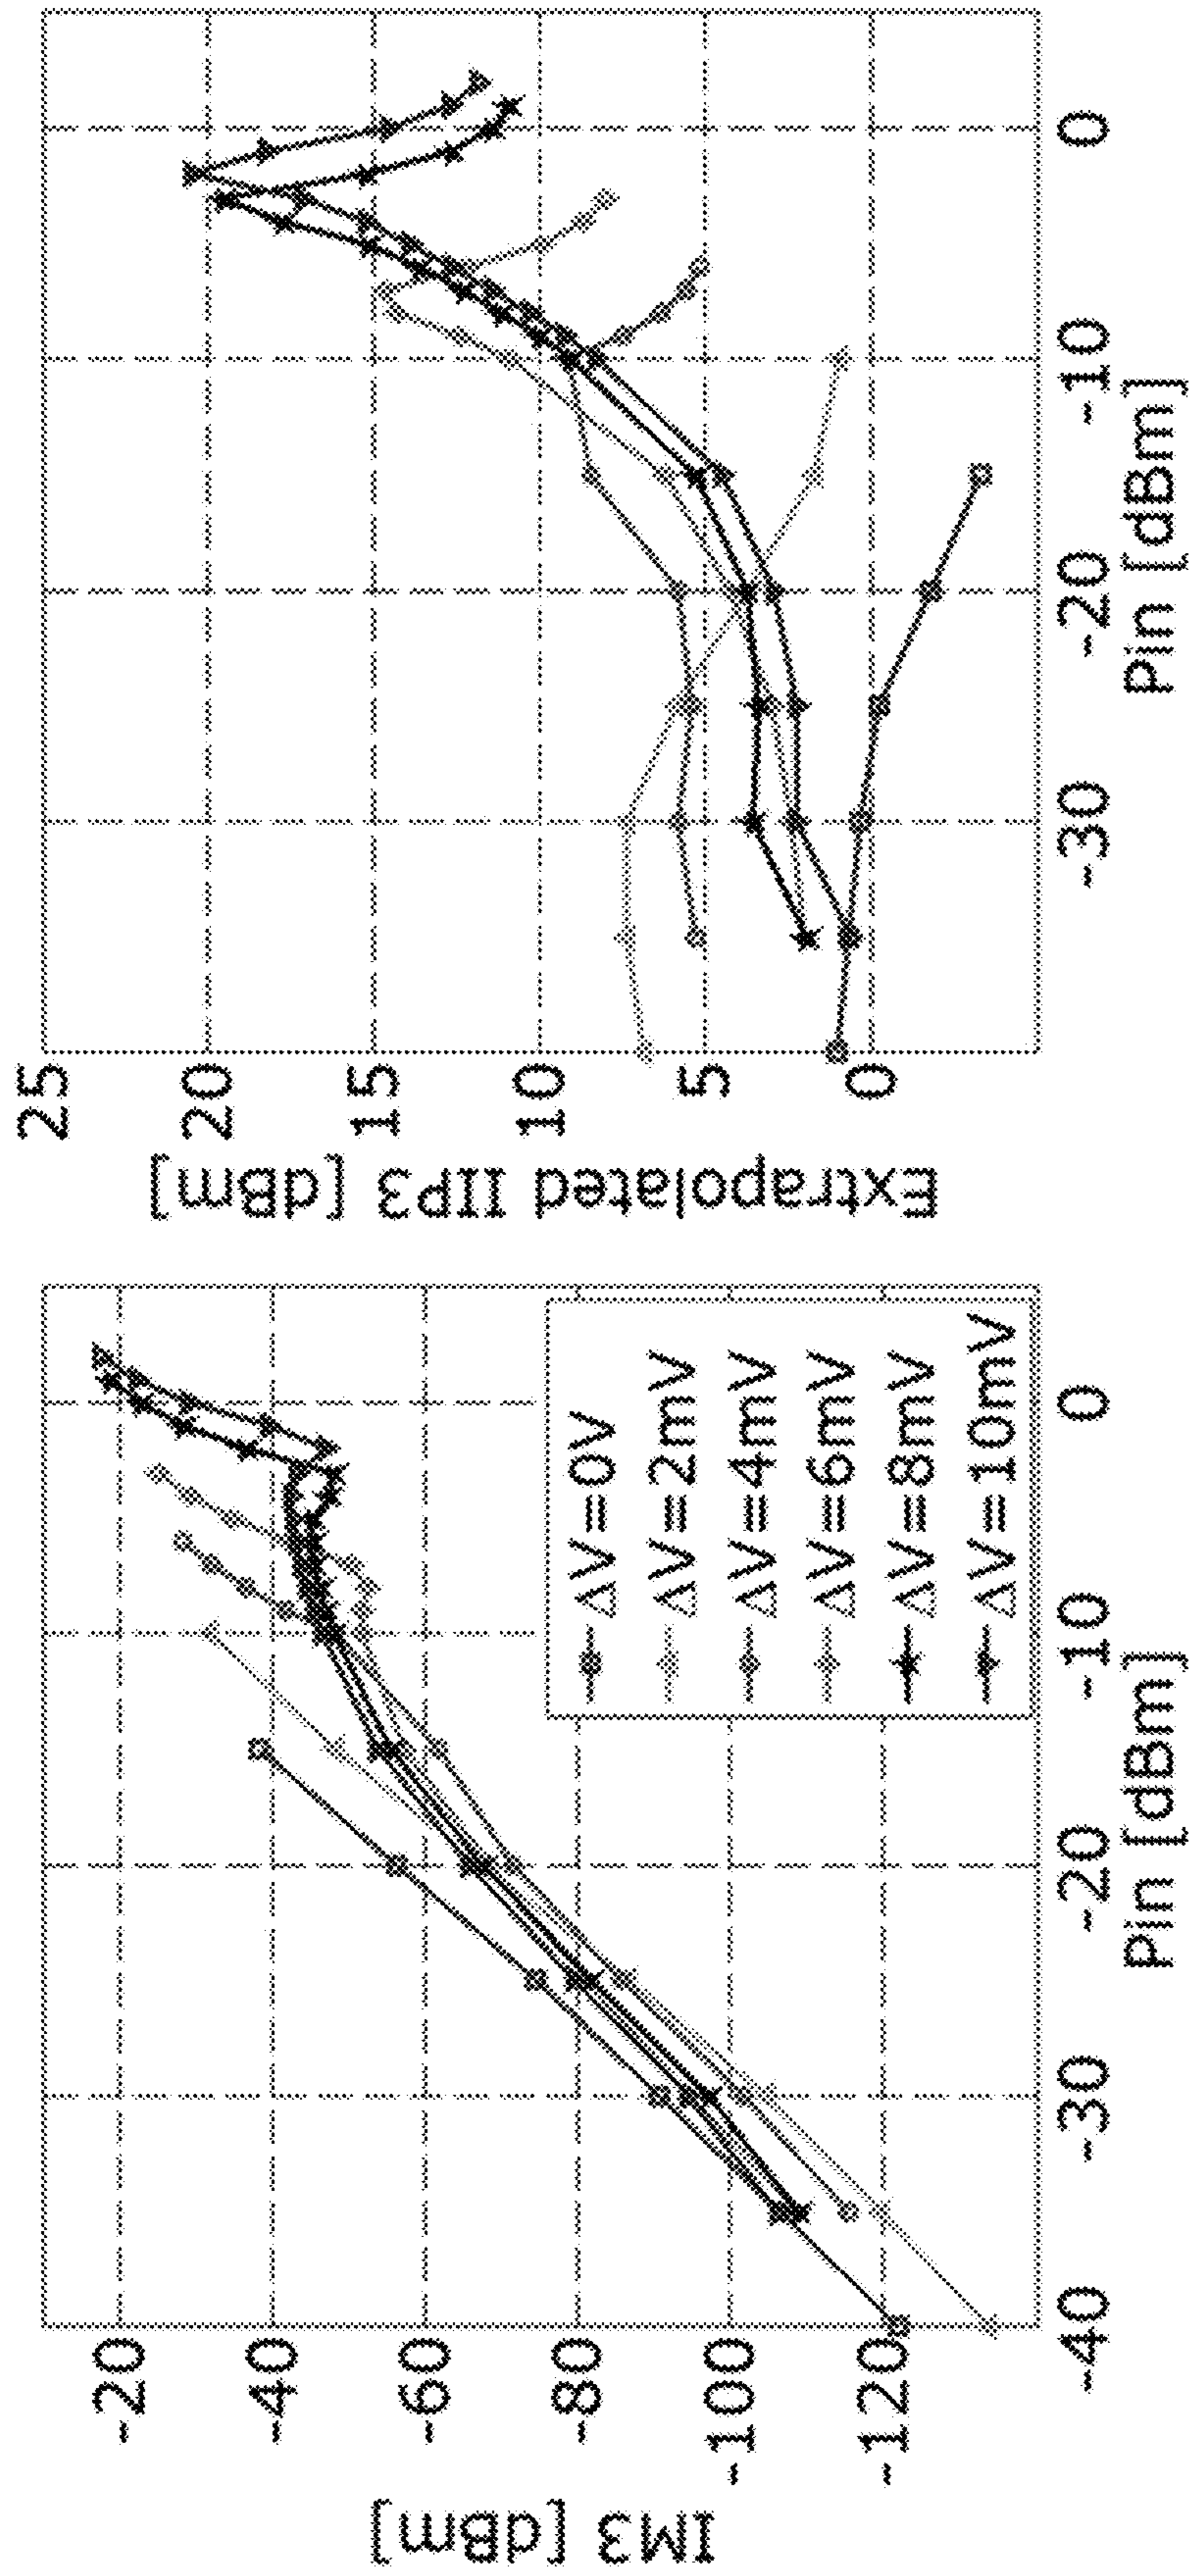 IM3 [dBm]
-20
-40
-60
-80
-100
-120
-40
-30
-20
-10
0
Pin [dBm]
ΔV=0V
ΔV=2mV
ΔV=4mV
ΔV=6mV
ΔV=8mV
ΔV=10mV
Extrapolated IIP3 [dBm]
25
20
15
10
5
0
-30
-20
-10
0
Pin [dBm]